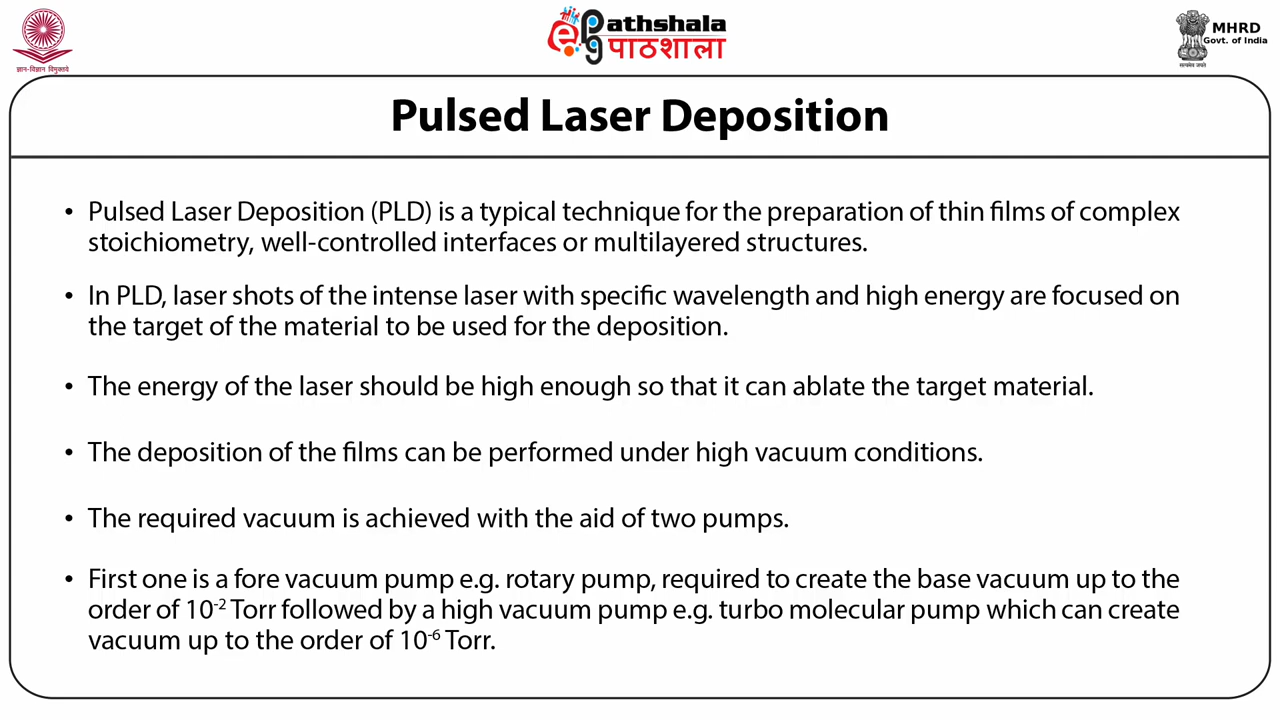 ePathshala
पाठशाला
MHRD
Govt. of India
ज्ञान-विज्ञान विमुक्तये
सत्यमेव जयते
Pulsed Laser Deposition
• Pulsed Laser Deposition (PLD) is a typical technique for the preparation of thin films of complex
stoichiometry, well-controlled interfaces or multilayered structures.
• In PLD, laser shots of the intense laser with specific wavelength and high energy are focused on
the target of the material to be used for the deposition.
• The energy of the laser should be high enough so that it can ablate the target material.
• The deposition of the films can be performed under high vacuum conditions.
• The required vacuum is achieved with the aid of two pumps.
• First one is a fore vacuum pump e.g. rotary pump, required to create the base vacuum up to the
order of 10⁻² Torr followed by a high vacuum pump e.g. turbo molecular pump which can create
vacuum up to the order of 10⁻⁶ Torr.